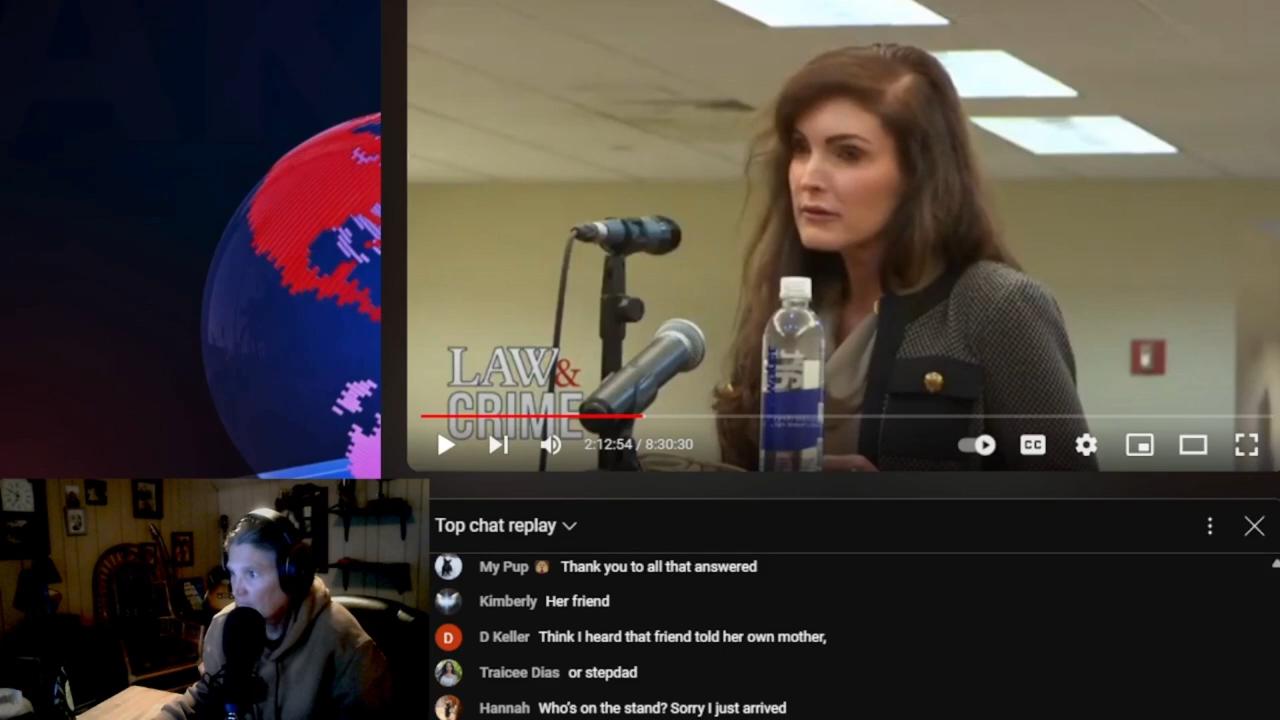 LAW&
CRIME
2:12:54 / 8:30:30
CC
Top chat replay
My Pup Thank you to all that answered
Kimberly Her friend
D
D Keller Think I heard that friend told her own mother,
Traicee Dias or stepdad
Hannah Who's on the stand? Sorry I just arrived